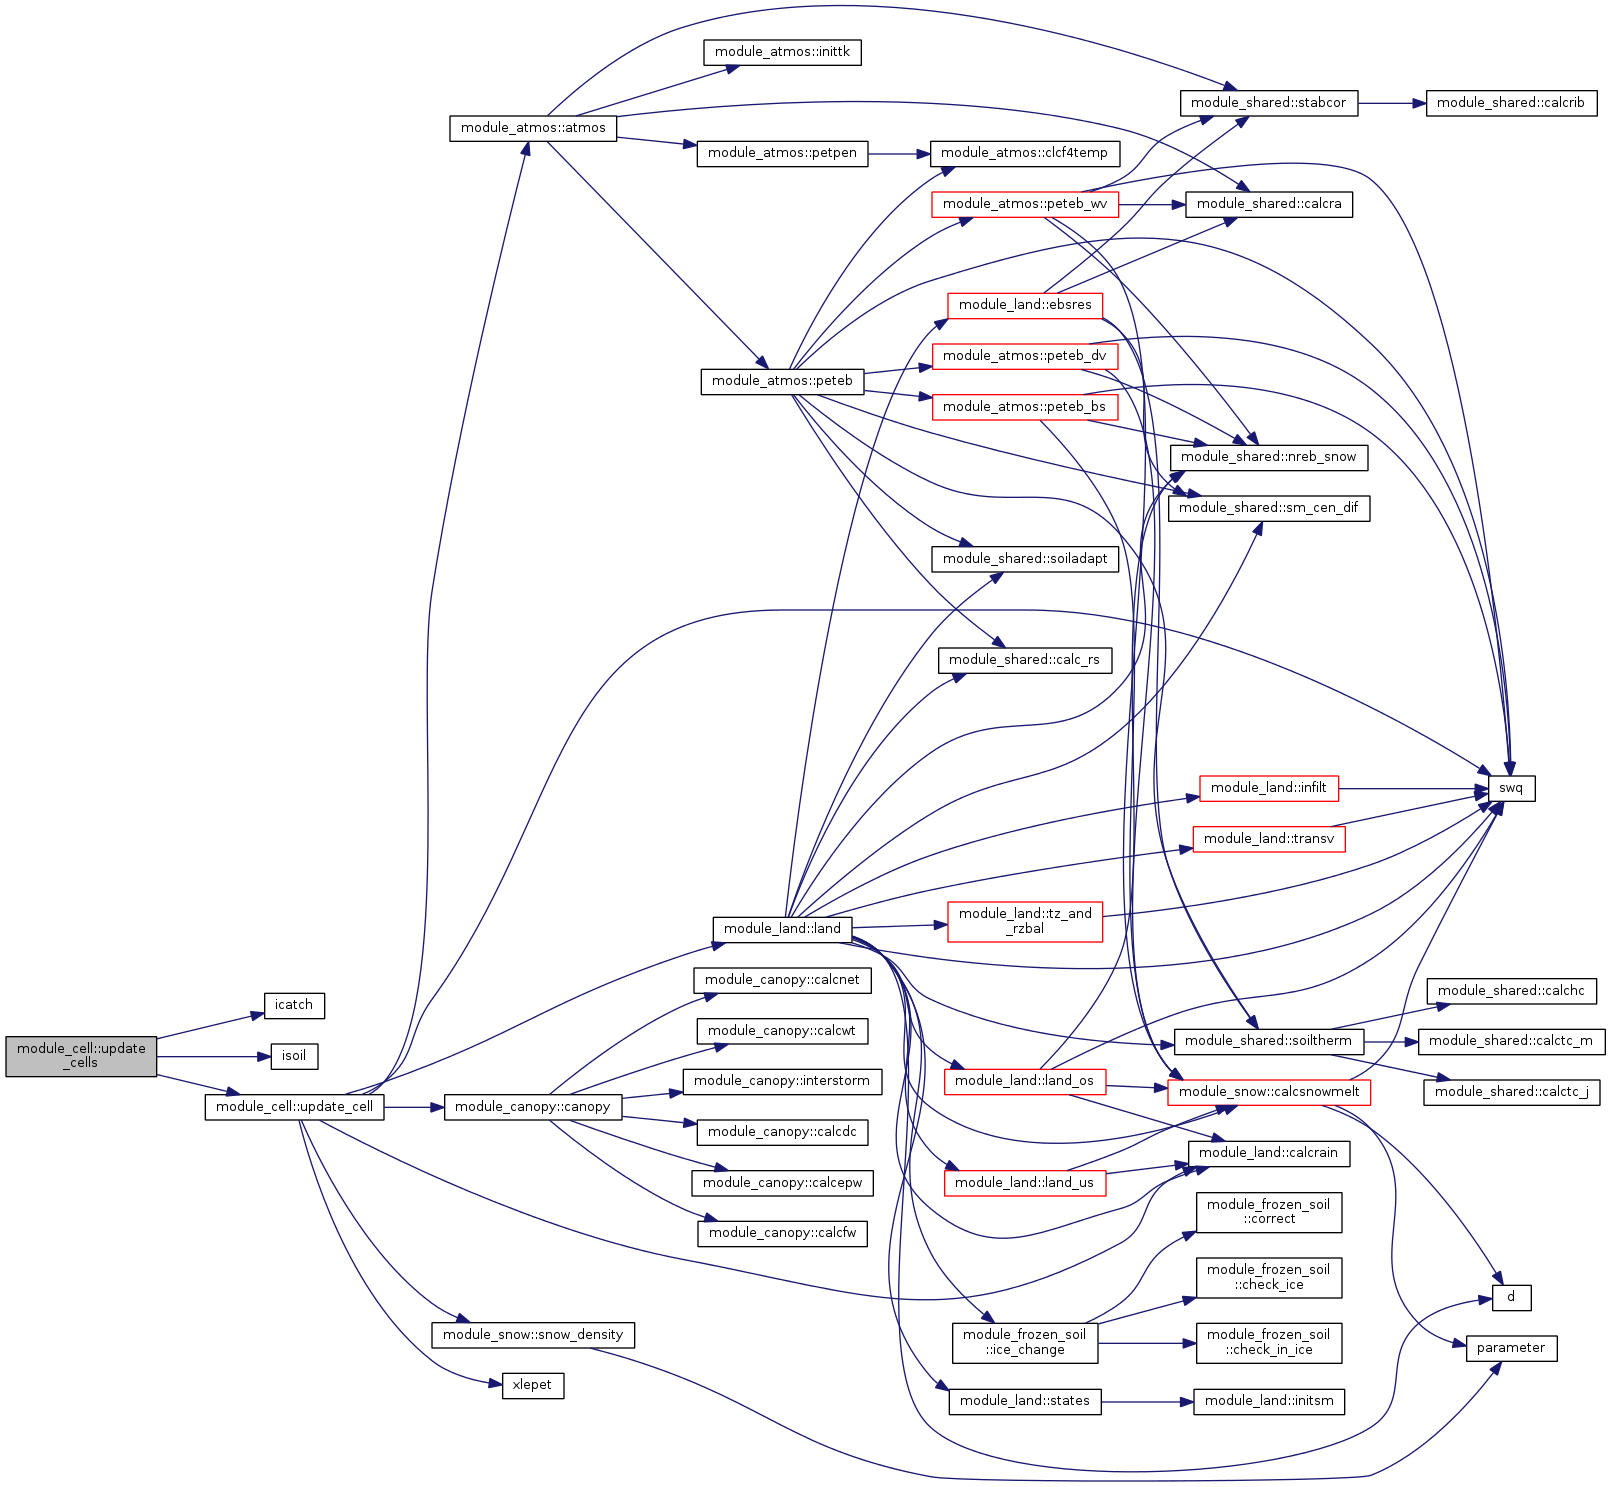 module_atmos::inittk
module_shared::stabcor
module_shared::calcrib
module_atmos::atmos
module_atmos::petpen
module_atmos::clcf4temp
module_atmos::peteb_wv
module_shared::calcra
module_land::ebsres
module_atmos::peteb_dv
module_atmos::peteb
module_atmos::peteb_bs
module_shared::nreb_snow
module_shared::sm_cen_dif
module_shared::soiladapt
module_shared::calc_rs
module_land::infilt
swq
module_land::transv
module_land::tz_and
_rzbal
module_land::land
module_canopy::calcnet
module_shared::calchc
icatch
module_canopy::calcwt
module_shared::soiltherm
module_shared::calctc_m
module_cell::update
_cells
isoil
module_canopy::interstorm
module_land::land_os
module_snow::calcsnowmelt
module_shared::calctc_j
module_cell::update_cell
module_canopy::canopy
module_canopy::calcdc
module_land::calcrain
module_canopy::calcepw
module_land::land_us
module_canopy::calcfw
module_frozen_soil
::correct
module_frozen_soil
::check_ice
d
module_snow::snow_density
module_frozen_soil
::ice_change
module_frozen_soil
::check_in_ice
parameter
xlepet
module_land::states
module_land::initsm